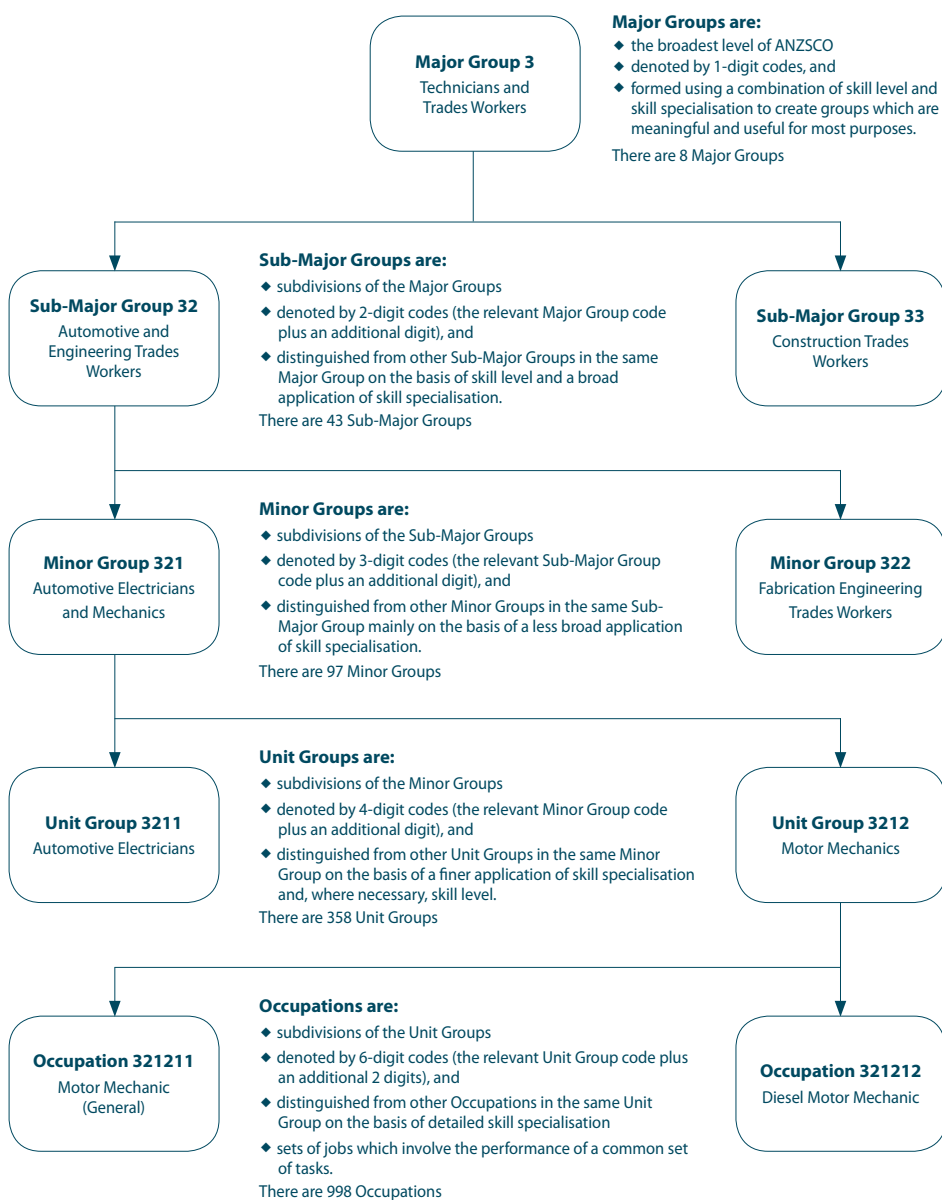 Major Group 3
Technicians and
Trades Workers
Major Groups are:
◆ the broadest level of ANZSCO
◆ denoted by 1-digit codes, and
◆ formed using a combination of skill level and
skill specialisation to create groups which are
meaningful and useful for most purposes.
There are 8 Major Groups
Sub-Major Group 32
Automotive and
Engineering Trades
Workers
Sub-Major Groups are:
◆ subdivisions of the Major Groups
◆ denoted by 2-digit codes (the relevant Major Group code
plus an additional digit), and
◆ distinguished from other Sub-Major Groups in the same
Major Group on the basis of skill level and a broad
application of skill specialisation.
There are 43 Sub-Major Groups
Sub-Major Group 33
Construction Trades
Workers
Minor Group 321
Automotive Electricians
and Mechanics
Minor Groups are:
◆ subdivisions of the Sub-Major Groups
◆ denoted by 3-digit codes (the relevant Sub-Major Group
code plus an additional digit), and
◆ distinguished from other Minor Groups in the same Sub-
Major Group mainly on the basis of a less broad application
of skill specialisation.
There are 97 Minor Groups
Minor Group 322
Fabrication Engineering
Trades Workers
Unit Group 3211
Automotive Electricians
Unit Groups are:
◆ subdivisions of the Minor Groups
◆ denoted by 4-digit codes (the relevant Minor Group code
plus an additional digit), and
◆ distinguished from other Unit Groups in the same Minor
Group on the basis of a finer application of skill specialisation
and, where necessary, skill level.
There are 358 Unit Groups
Unit Group 3212
Motor Mechanics
Occupation 321211
Motor Mechanic
(General)
Occupations are:
◆ subdivisions of the Unit Groups
◆ denoted by 6-digit codes (the relevant Unit Group code plus
an additional 2 digits), and
◆ distinguished from other Occupations in the same Unit
Group on the basis of detailed skill specialisation
◆ sets of jobs which involve the performance of a common set
of tasks.
There are 998 Occupations
Occupation 321212
Diesel Motor Mechanic